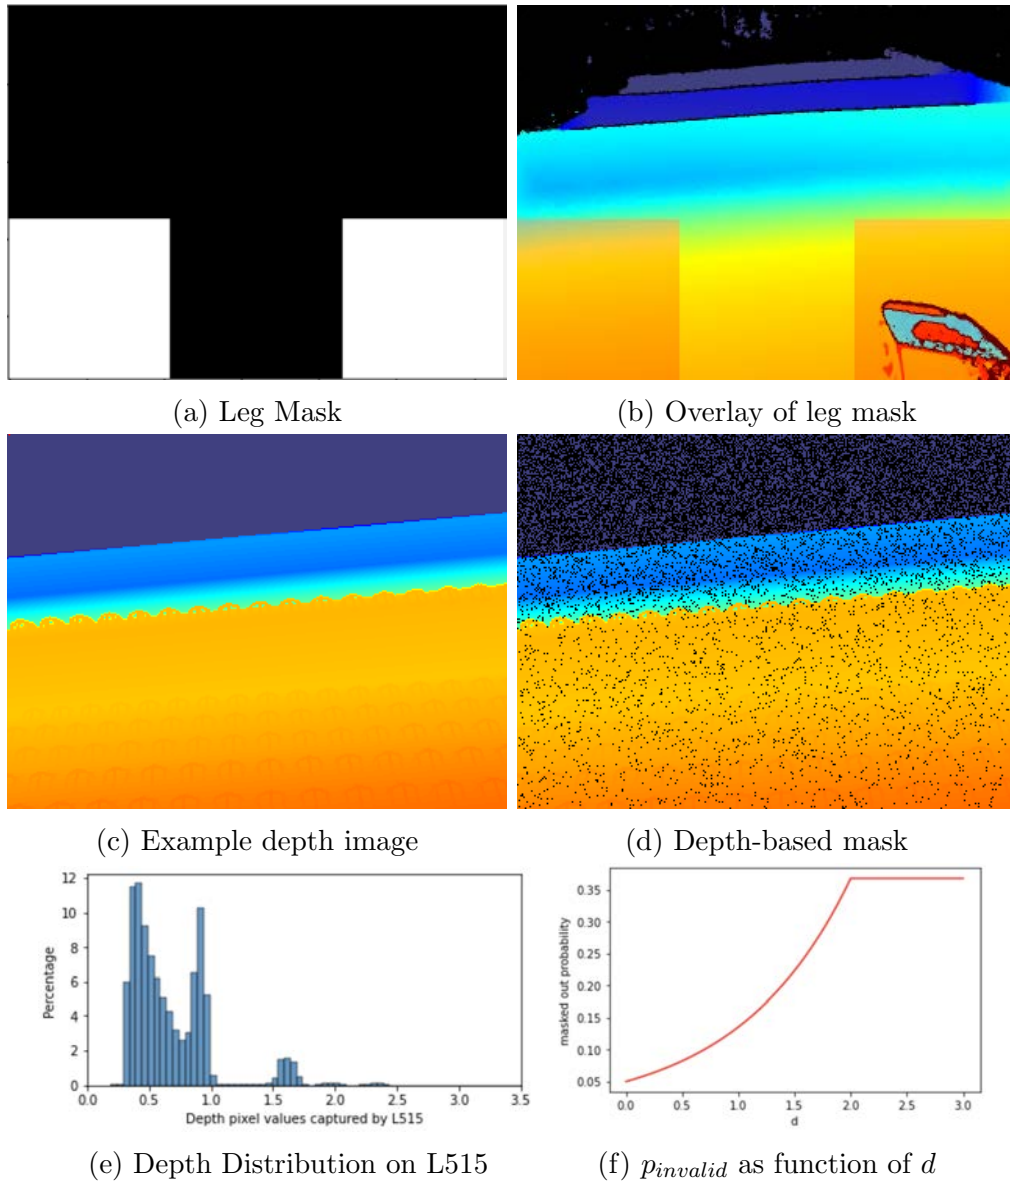 (a) Leg Mask
(b) Overlay of leg mask
(c) Example depth image
(d) Depth-based mask
12
10
8
6
4
2
0
Percentage
0.0 0.5 1.0 1.5 2.0 2.5 3.0 3.5
Depth pixel values captured by L515
0.35
0.30
0.25
0.20
0.15
0.10
0.05
masked out probability
0.0 0.5 1.0 1.5 2.0 2.5 3.0
d
(e) Depth Distribution on L515
(f) p_{invalid} as function of d